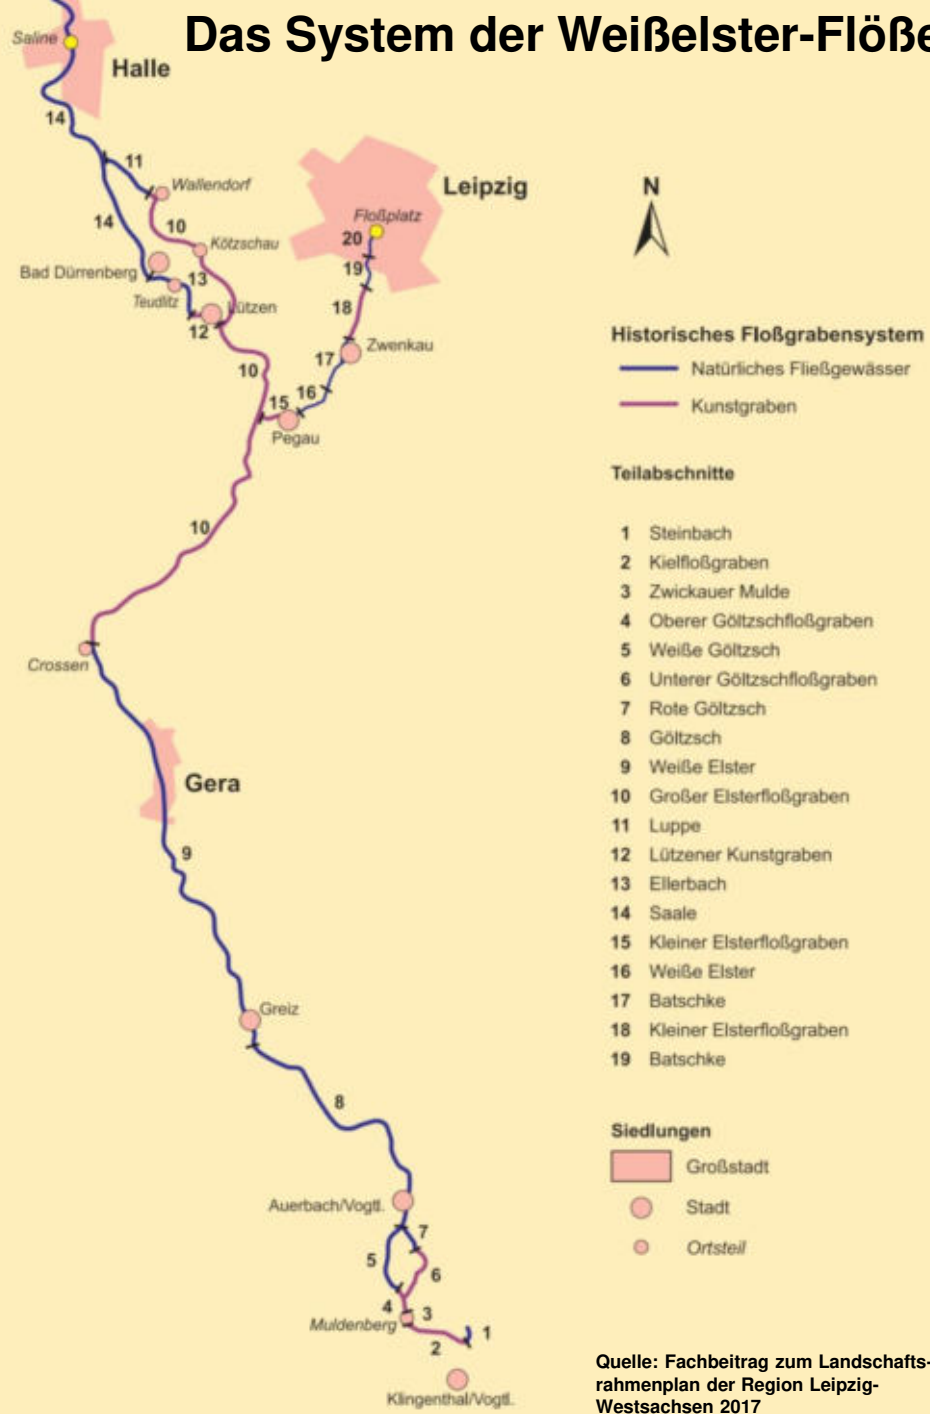 Das System der Weißelster-Flöße
Saline
Halle
14
11
Wallendorf
Leipzig
N
14
10
Floßplatz
20
Kötzschau
Bad Dürrenberg
13
19
Teudlitz
Lützen
18
12
Zwenkau
17
10
16
15
Pegau
10
Crossen
Gera
9
Greiz
8
Auerbach/Vogtl.
7
5
6
4
3
Muldenberg
1
2
Klingenthal/Vogtl.
Historisches Floßgrabensystem
Natürliches Fließgewässer
Kunstgraben
Teilabschnitte
1 Steinbach
2 Kielfloßgraben
3 Zwickauer Mulde
4 Oberer Göltzschfloßgraben
5 Weiße Göltzsch
6 Unterer Göltzschfloßgraben
7 Rote Göltzsch
8 Göltzsch
9 Weiße Elster
10 Großer Elsterfloßgraben
11 Luppe
12 Lützener Kunstgraben
13 Ellerbach
14 Saale
15 Kleiner Elsterfloßgraben
16 Weiße Elster
17 Batschke
18 Kleiner Elsterfloßgraben
19 Batschke
Siedlungen
Großstadt
Stadt
Ortsteil
Quelle: Fachbeitrag zum Landschafts-
rahmenplan der Region Leipzig-
Westsachsen 2017